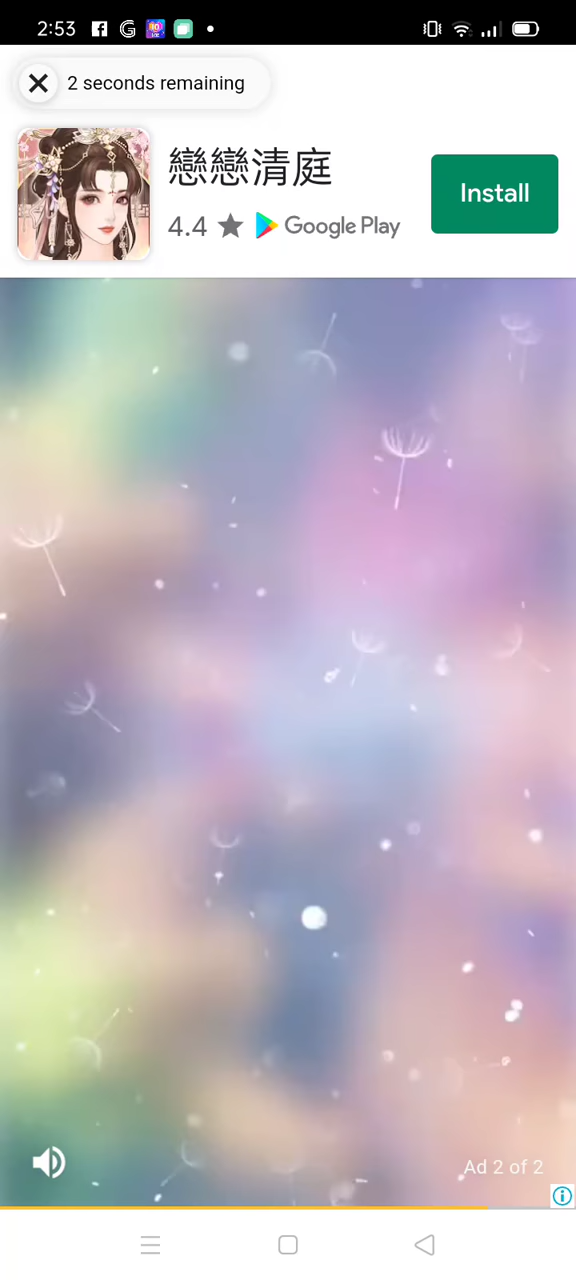 2:53
2 seconds remaining
戀戀清庭
4.4 Google Play
Install
Ad 2 of 2